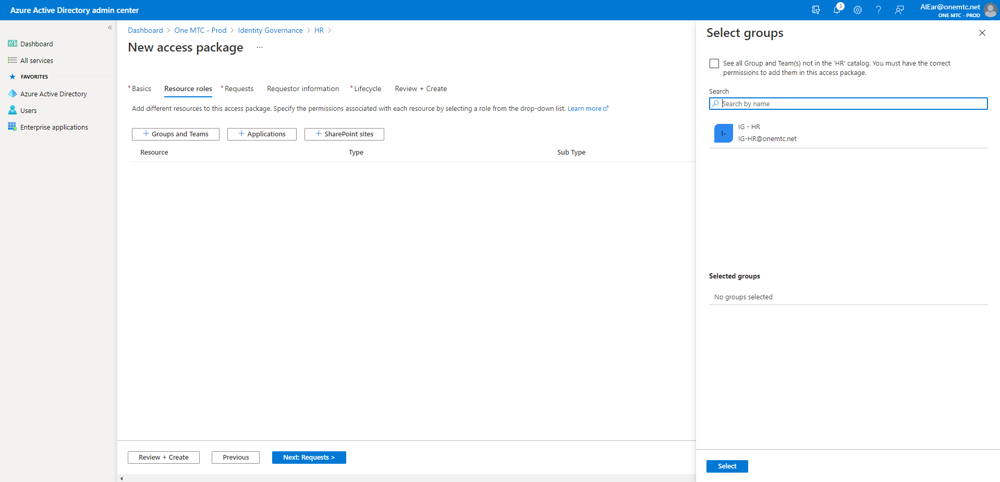 Azure Active Directory admin center
3
AlEar@onemtc.net
ONE MTC - PROD
Dashboard
All services
FAVORITES
Azure Active Directory
Users
Enterprise applications
Dashboard > One MTC - Prod > Identity Governance > HR >
New access package ...
* Basics Resource roles * Requests Requestor information * Lifecycle Review + Create
Add different resources to this access package. Specify the permissions associated with each resource by selecting a role from the drop-down list. Learn more
+ Groups and Teams + Applications + SharePoint sites
Resource Type Sub Type
Review + Create Previous Next: Requests >
Select groups
See all Group and Team(s) not in the 'HR' catalog. You must have the correct
permissions to add them in this access package.
Search
Search by name
I-
IG - HR
IG-HR@onemtc.net
Selected groups
No groups selected
Select